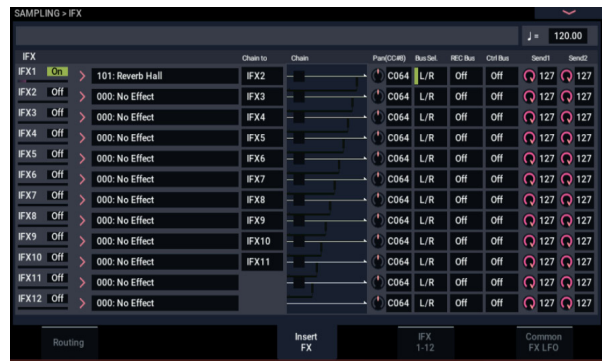 SAMPLING > IFX
♩ = 120.00
IFX Chain to Chain Pan(CC#8) Bus Sel. REC Bus Ctrl Bus Send1 Send2
IFX1 On 101: Reverb Hall IFX2 C064 L/R Off Off 127 127
IFX2 Off 000: No Effect IFX3 C064 L/R Off Off 127 127
IFX3 Off 000: No Effect IFX4 C064 L/R Off Off 127 127
IFX4 Off 000: No Effect IFX5 C064 L/R Off Off 127 127
IFX5 Off 000: No Effect IFX6 C064 L/R Off Off 127 127
IFX6 Off 000: No Effect IFX7 C064 L/R Off Off 127 127
IFX7 Off 000: No Effect IFX8 C064 L/R Off Off 127 127
IFX8 Off 000: No Effect IFX9 C064 L/R Off Off 127 127
IFX9 Off 000: No Effect IFX10 C064 L/R Off Off 127 127
IFX10 Off 000: No Effect IFX11 C064 L/R Off Off 127 127
IFX11 Off 000: No Effect C064 L/R Off Off 127 127
IFX12 Off 000: No Effect C064 L/R Off Off 127 127
Routing
Insert
FX
IFX
1-12
Common
FX LFO